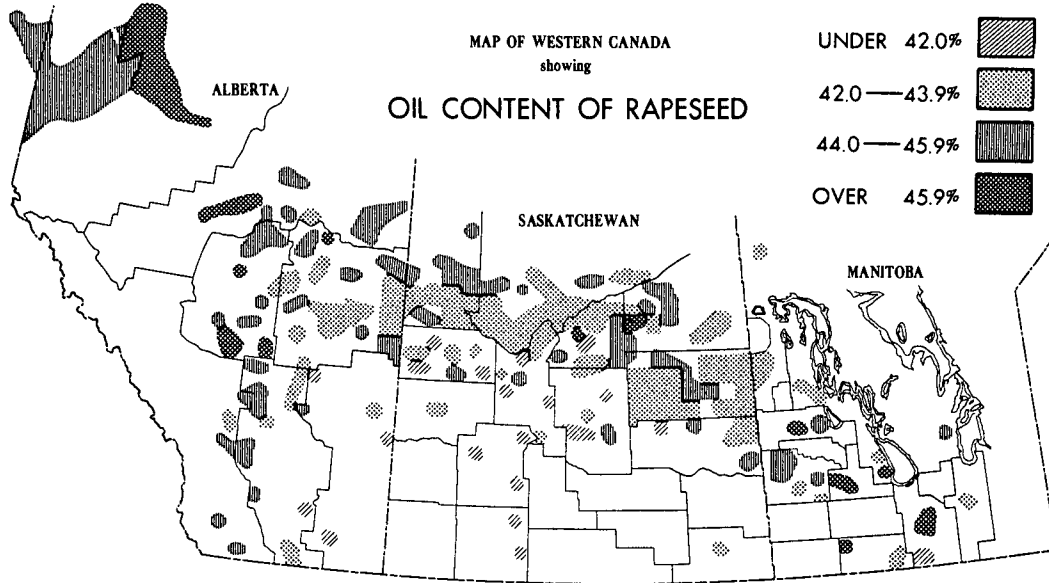 MAP OF WESTERN CANADA
showing
OIL CONTENT OF RAPESEED
UNDER 42.0%
42.0 — 43.9%
44.0 — 45.9%
OVER 45.9%
ALBERTA
SASKATCHEWAN
MANITOBA